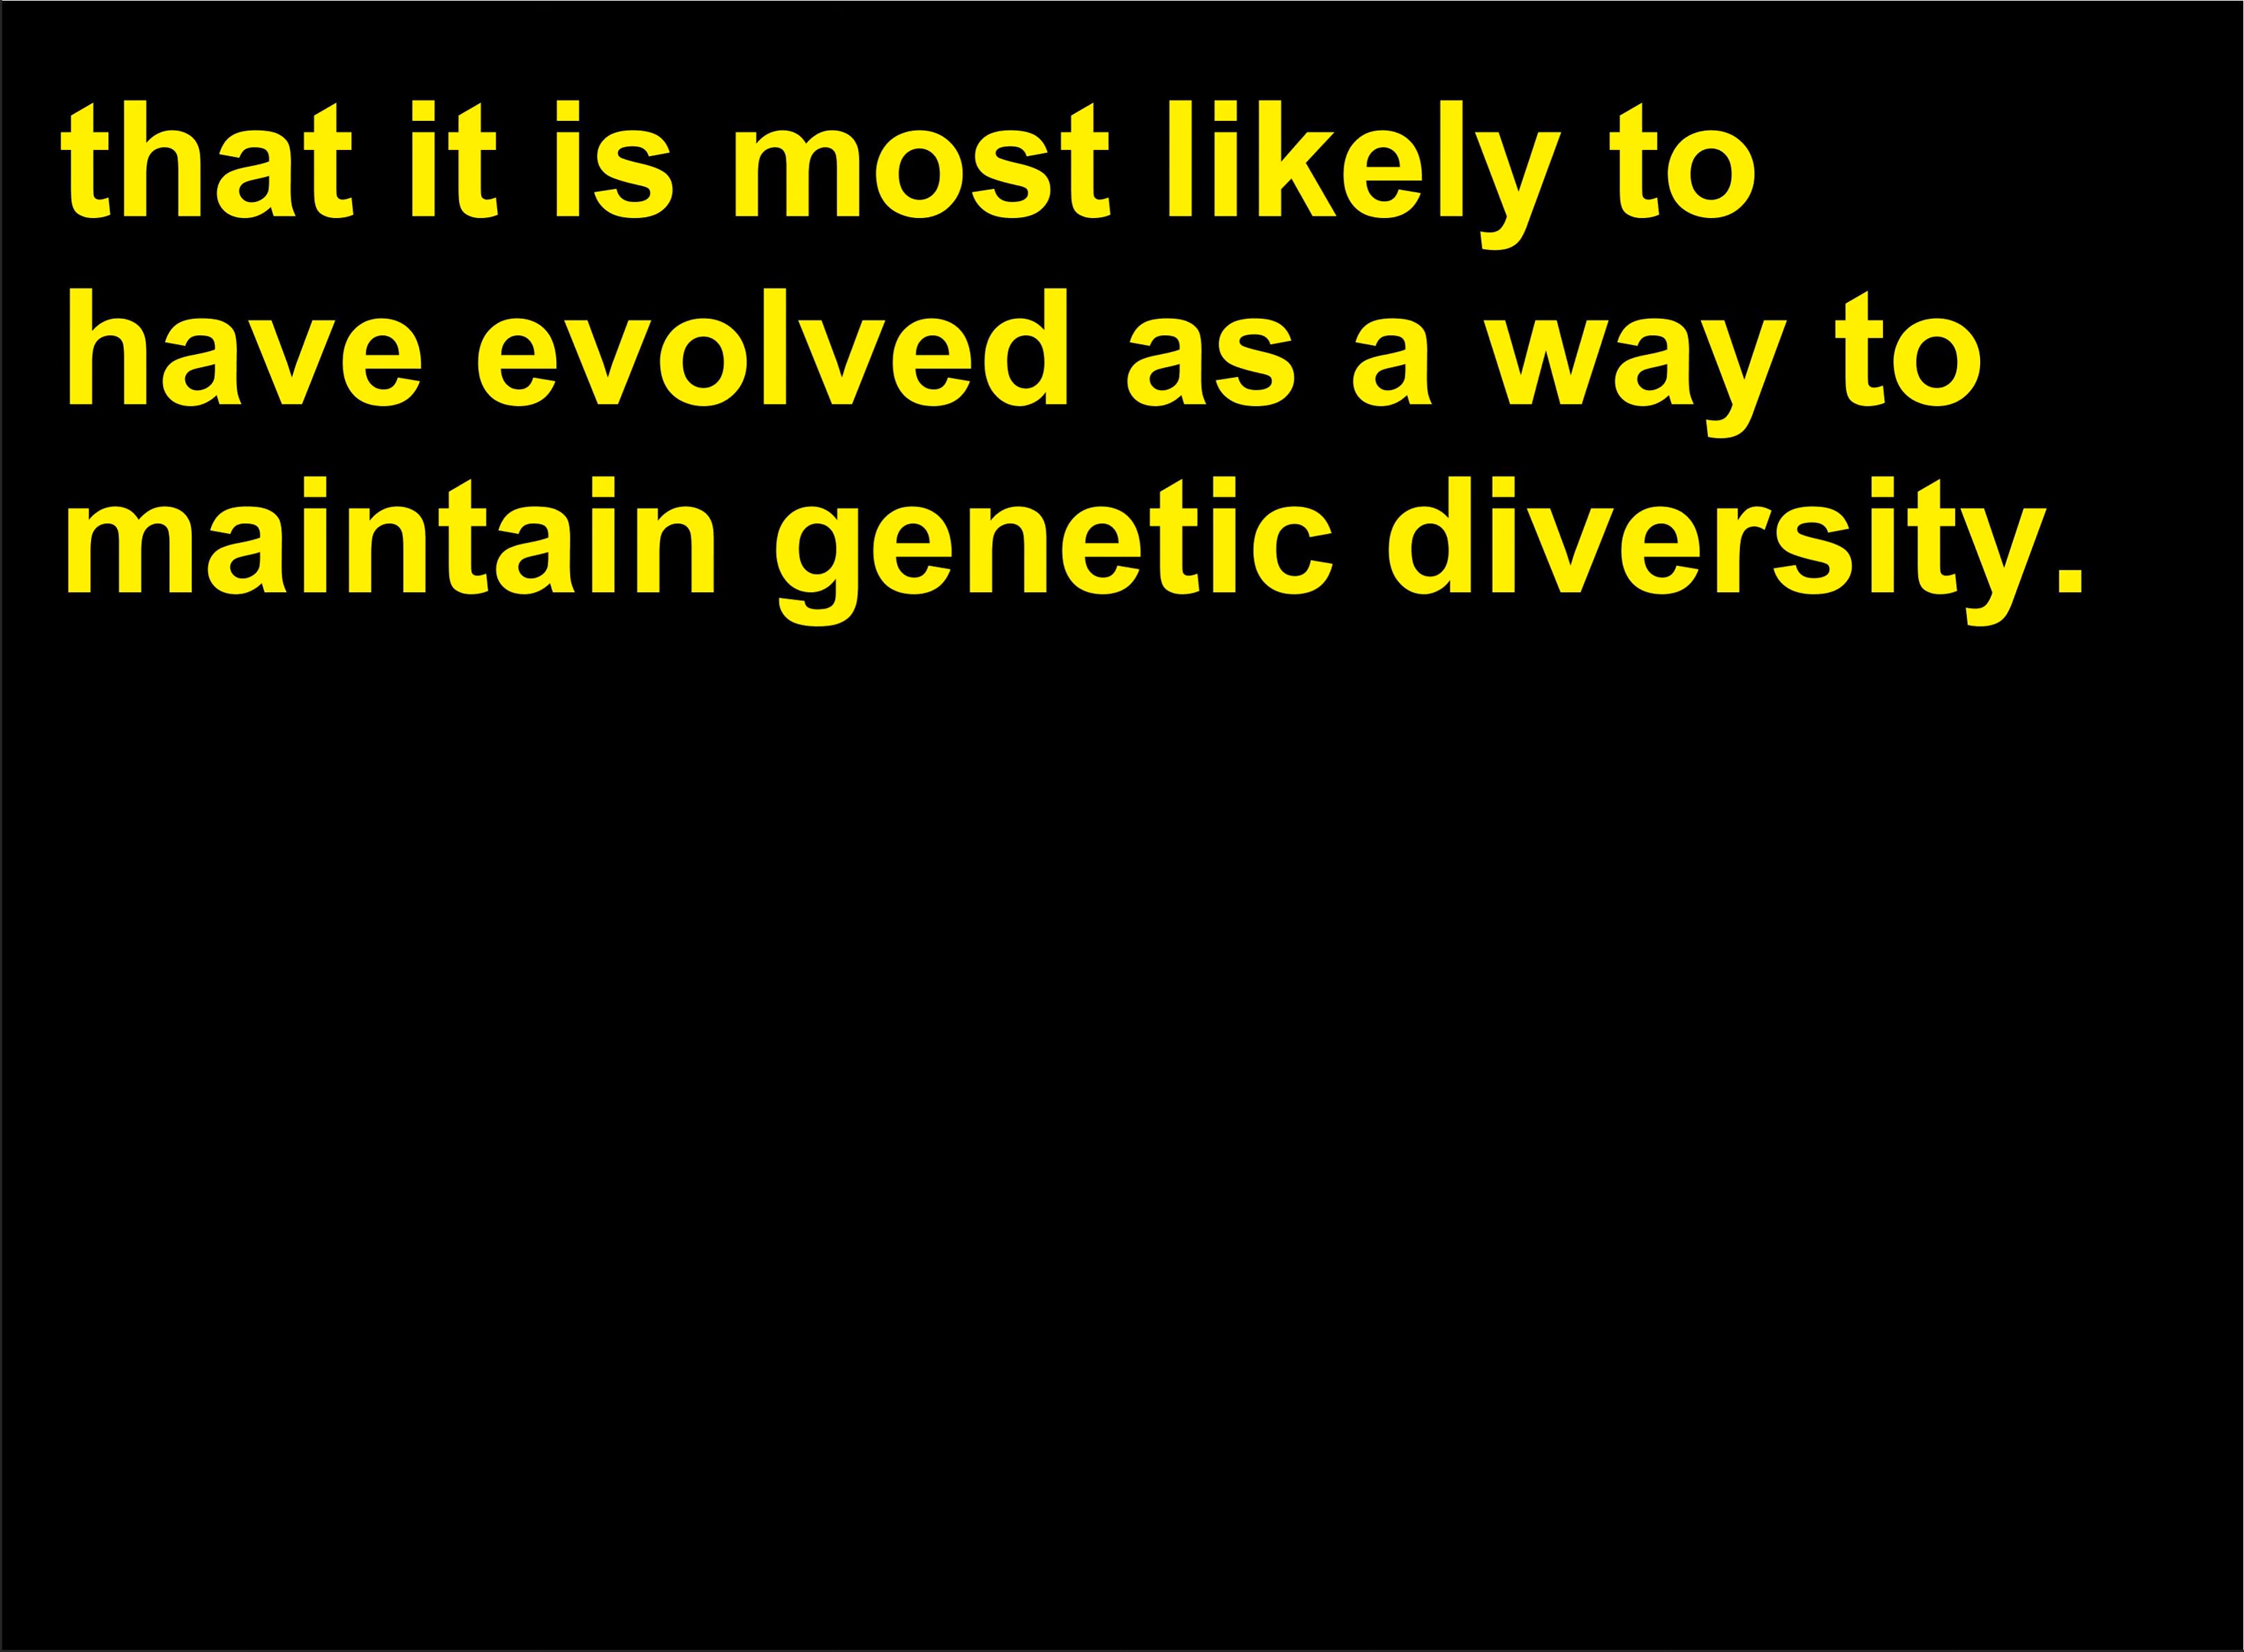 that it is most likely to
have evolved as a way to
maintain genetic diversity.